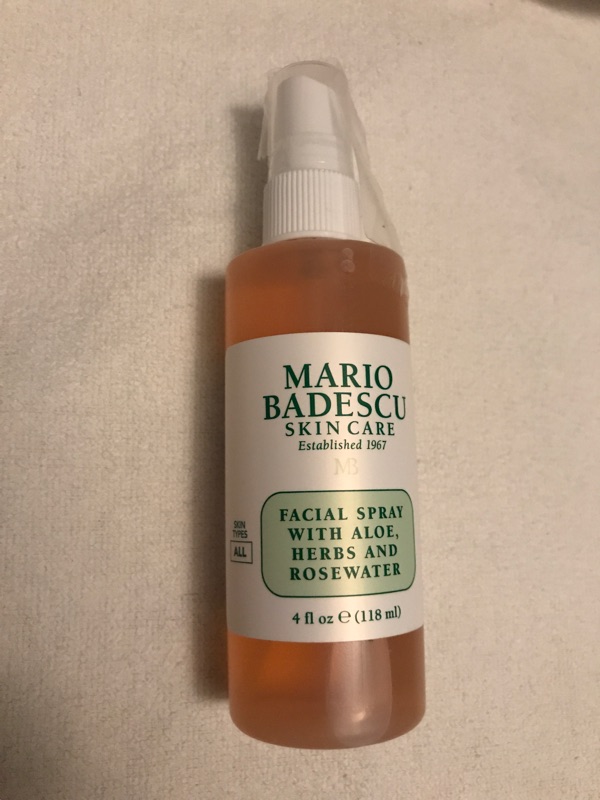 MARIO
BADESCU
SKIN CARE
Established 1967
MB
SKIN
TYPES
ALL
FACIAL SPRAY
WITH ALOE,
HERBS AND
ROSEWATER
4 fl oz ℮ (118 ml)